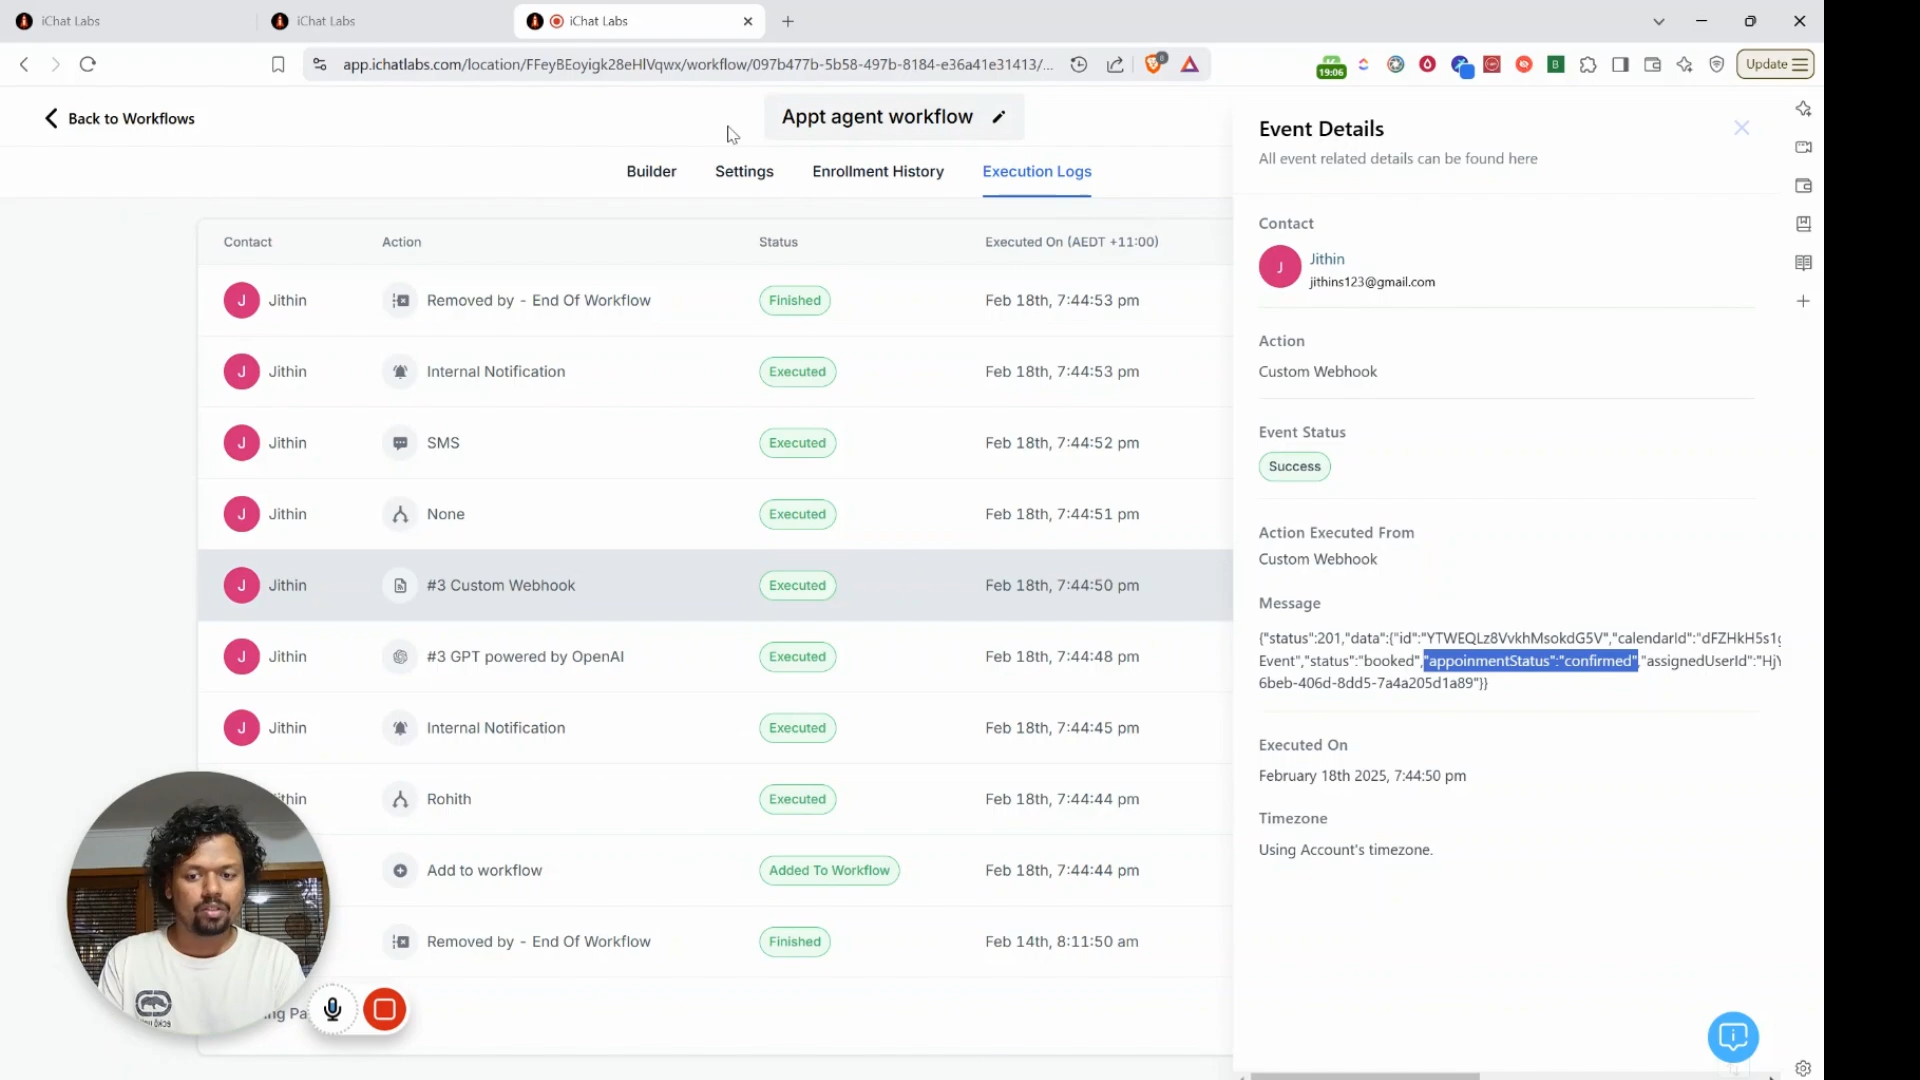 iChat Labs
iChat Labs
iChat Labs
app.ichatlabs.com/location/FFeyBEoyigk28eHlVqwx/workflow/097b477b-5b58-497b-8184-e36a41e31413/...
19:06
Update
Back to Workflows
Appt agent workflow
Builder
Settings
Enrollment History
Execution Logs
Contact
Action
Status
Executed On (AEDT +11:00)
J Jithin Removed by - End Of Workflow Finished Feb 18th, 7:44:53 pm
J Jithin Internal Notification Executed Feb 18th, 7:44:53 pm
J Jithin SMS Executed Feb 18th, 7:44:52 pm
J Jithin None Executed Feb 18th, 7:44:51 pm
J Jithin #3 Custom Webhook Executed Feb 18th, 7:44:50 pm
J Jithin #3 GPT powered by OpenAI Executed Feb 18th, 7:44:48 pm
J Jithin Internal Notification Executed Feb 18th, 7:44:45 pm
ithin Rohith Executed Feb 18th, 7:44:44 pm
Add to workflow Added To Workflow Feb 18th, 7:44:44 pm
Removed by - End Of Workflow Finished Feb 14th, 8:11:50 am
ng Pa
Event Details
All event related details can be found here
Contact
J
Jithin
jithins123@gmail.com
Action
Custom Webhook
Event Status
Success
Action Executed From
Custom Webhook
Message
{"status":201,"data":{"id":"YTWEQLz8VvkhMsokdG5V","calendarId":"dFZHkH5s1g
Event","status":"booked","appoinmentStatus":"confirmed","assignedUserId":"HjY
6beb-406d-8dd5-7a4a205d1a89"}}
Executed On
February 18th 2025, 7:44:50 pm
Timezone
Using Account's timezone.